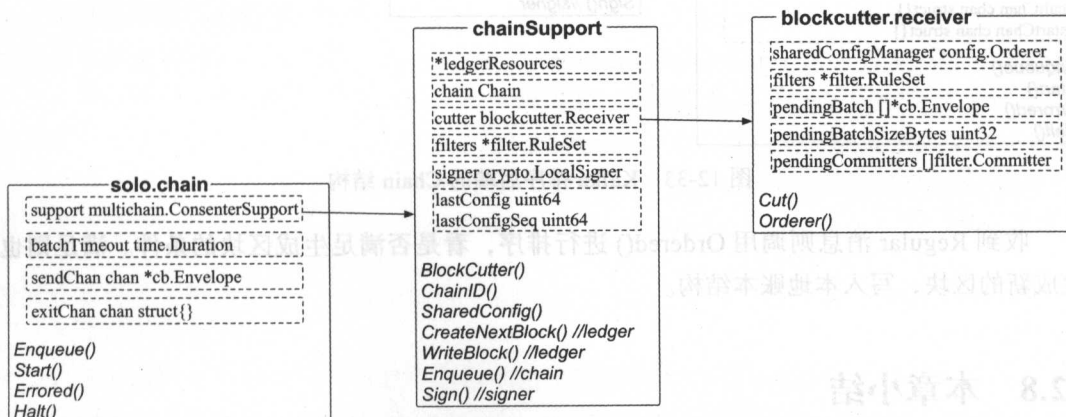 chainSupport
*ledgerResources
chain Chain
cutter blockcutter.Receiver
filters *filter.RuleSet
signer crypto.LocalSigner
lastConfig uint64
lastConfigSeq uint64
BlockCutter()
ChainID()
SharedConfig()
CreateNextBlock() //ledger
WriteBlock() //ledger
Enqueue() //chain
Sign() //signer
blockcutter.receiver
sharedConfigManager config.Orderer
filters *filter.RuleSet
pendingBatch []*cb.Envelope
pendingBatchSizeBytes uint32
pendingCommitters []filter.Committer
Cut()
Orderer()
solo.chain
support multichain.ConsenterSupport
batchTimeout time.Duration
sendChan chan *cb.Envelope
exitChan chan struct{}
Enqueue()
Start()
Errored()
Halt()